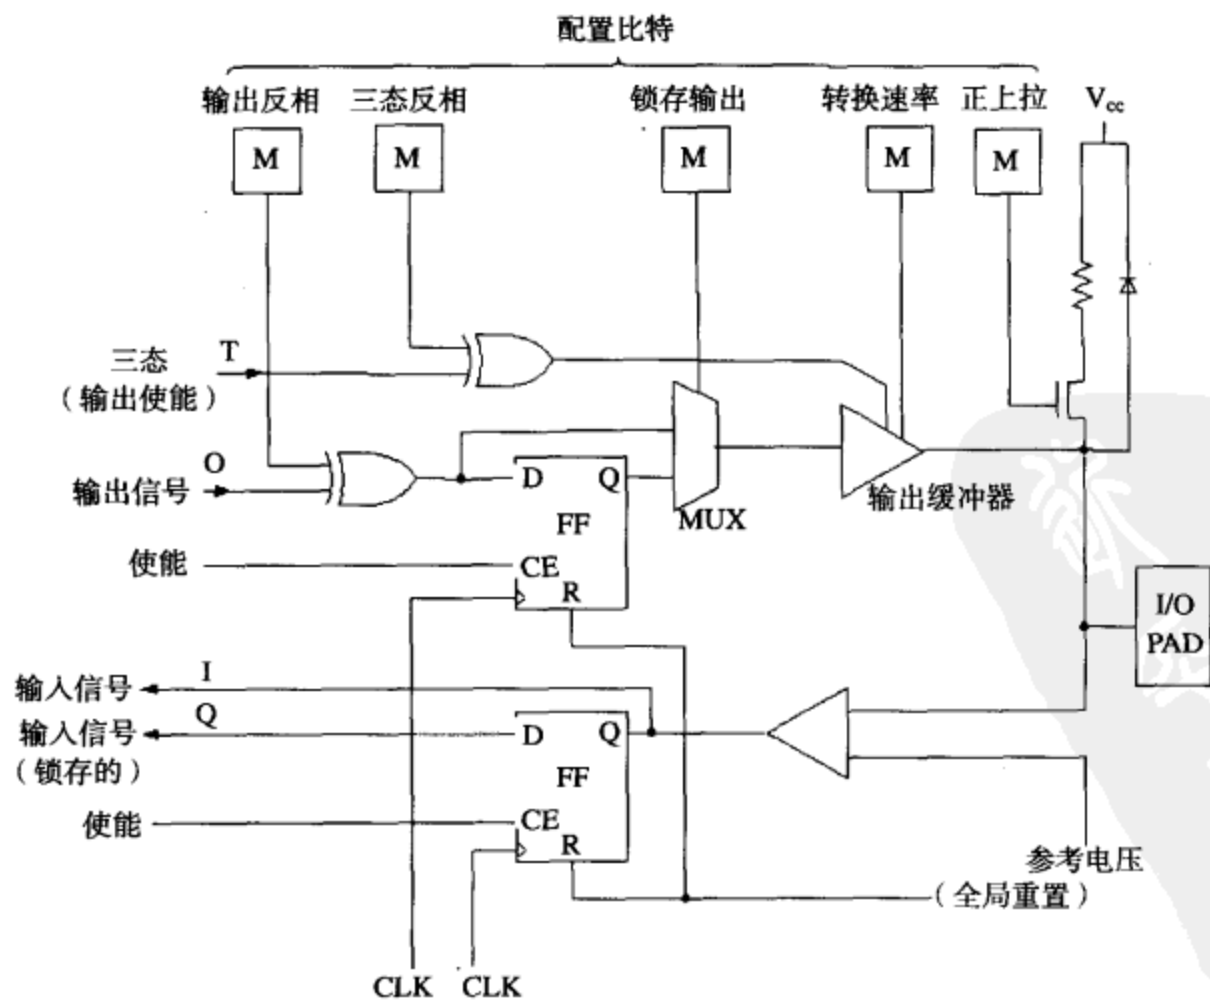 配置比特
输出反相
三态反相
锁存输出
转换速率
正上拉
Vcc
M
M
M
M
M
三态
T
(输出使能)
O
输出信号
D
Q
FF
MUX
输出缓冲器
使能
CE
R
I/O
PAD
输入信号
I
输入信号
Q
(锁存的)
D
Q
FF
使能
CE
R
参考电压
(全局重置)
CLK
CLK